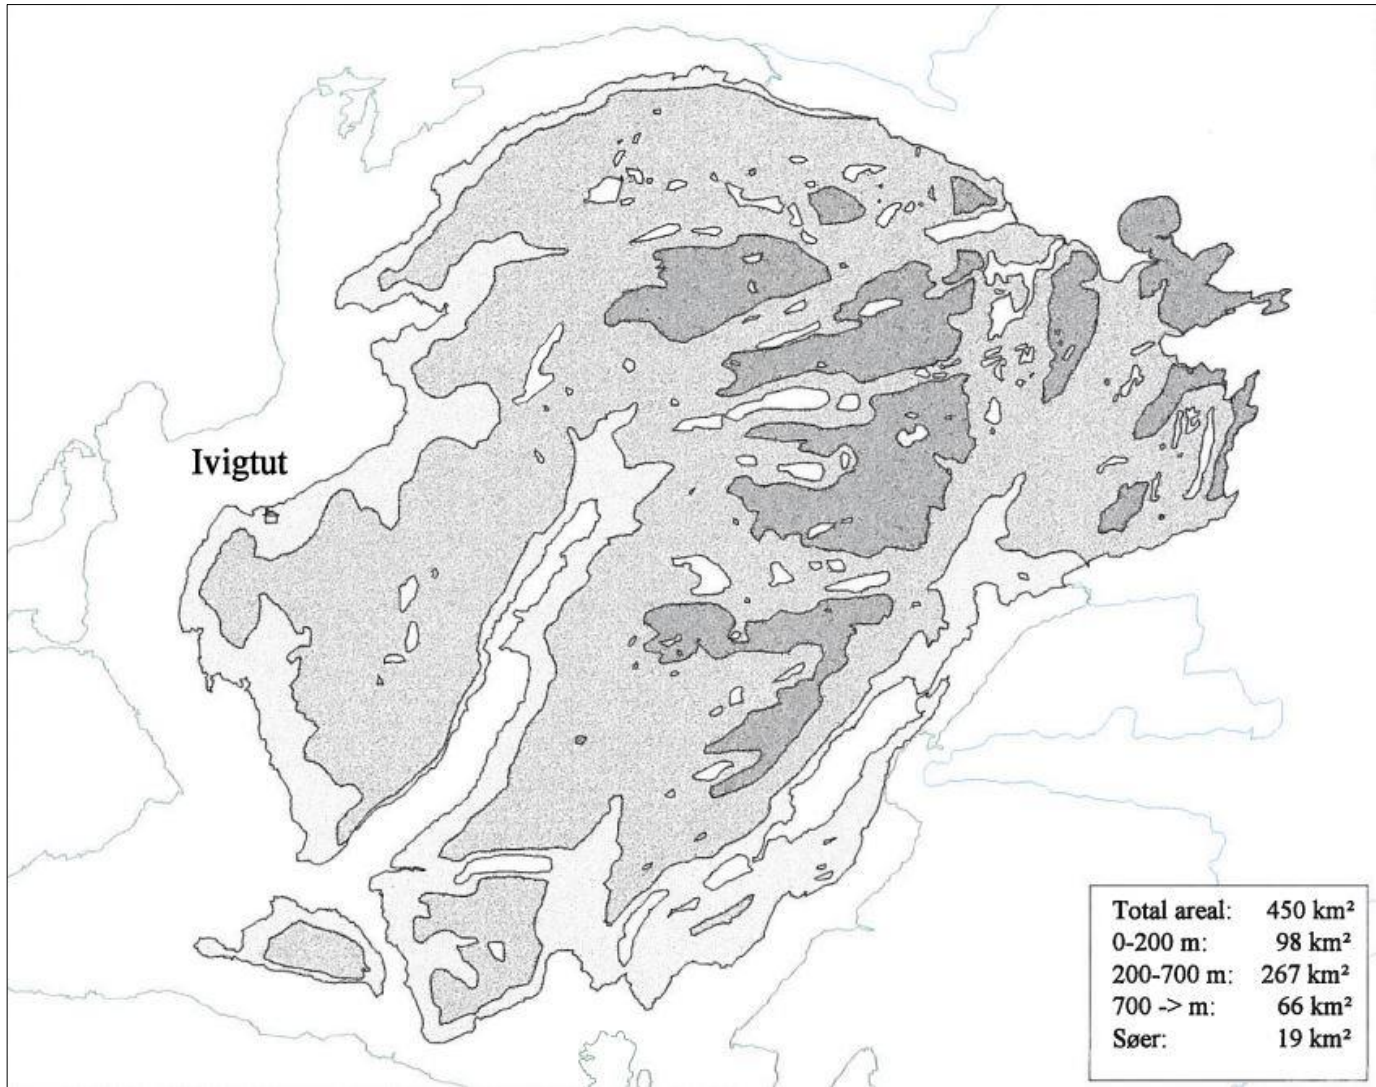 Ivigtut
Total areal: 450 km²
0-200 m: 98 km²
200-700 m: 267 km²
700 -> m: 66 km²
Søer: 19 km²